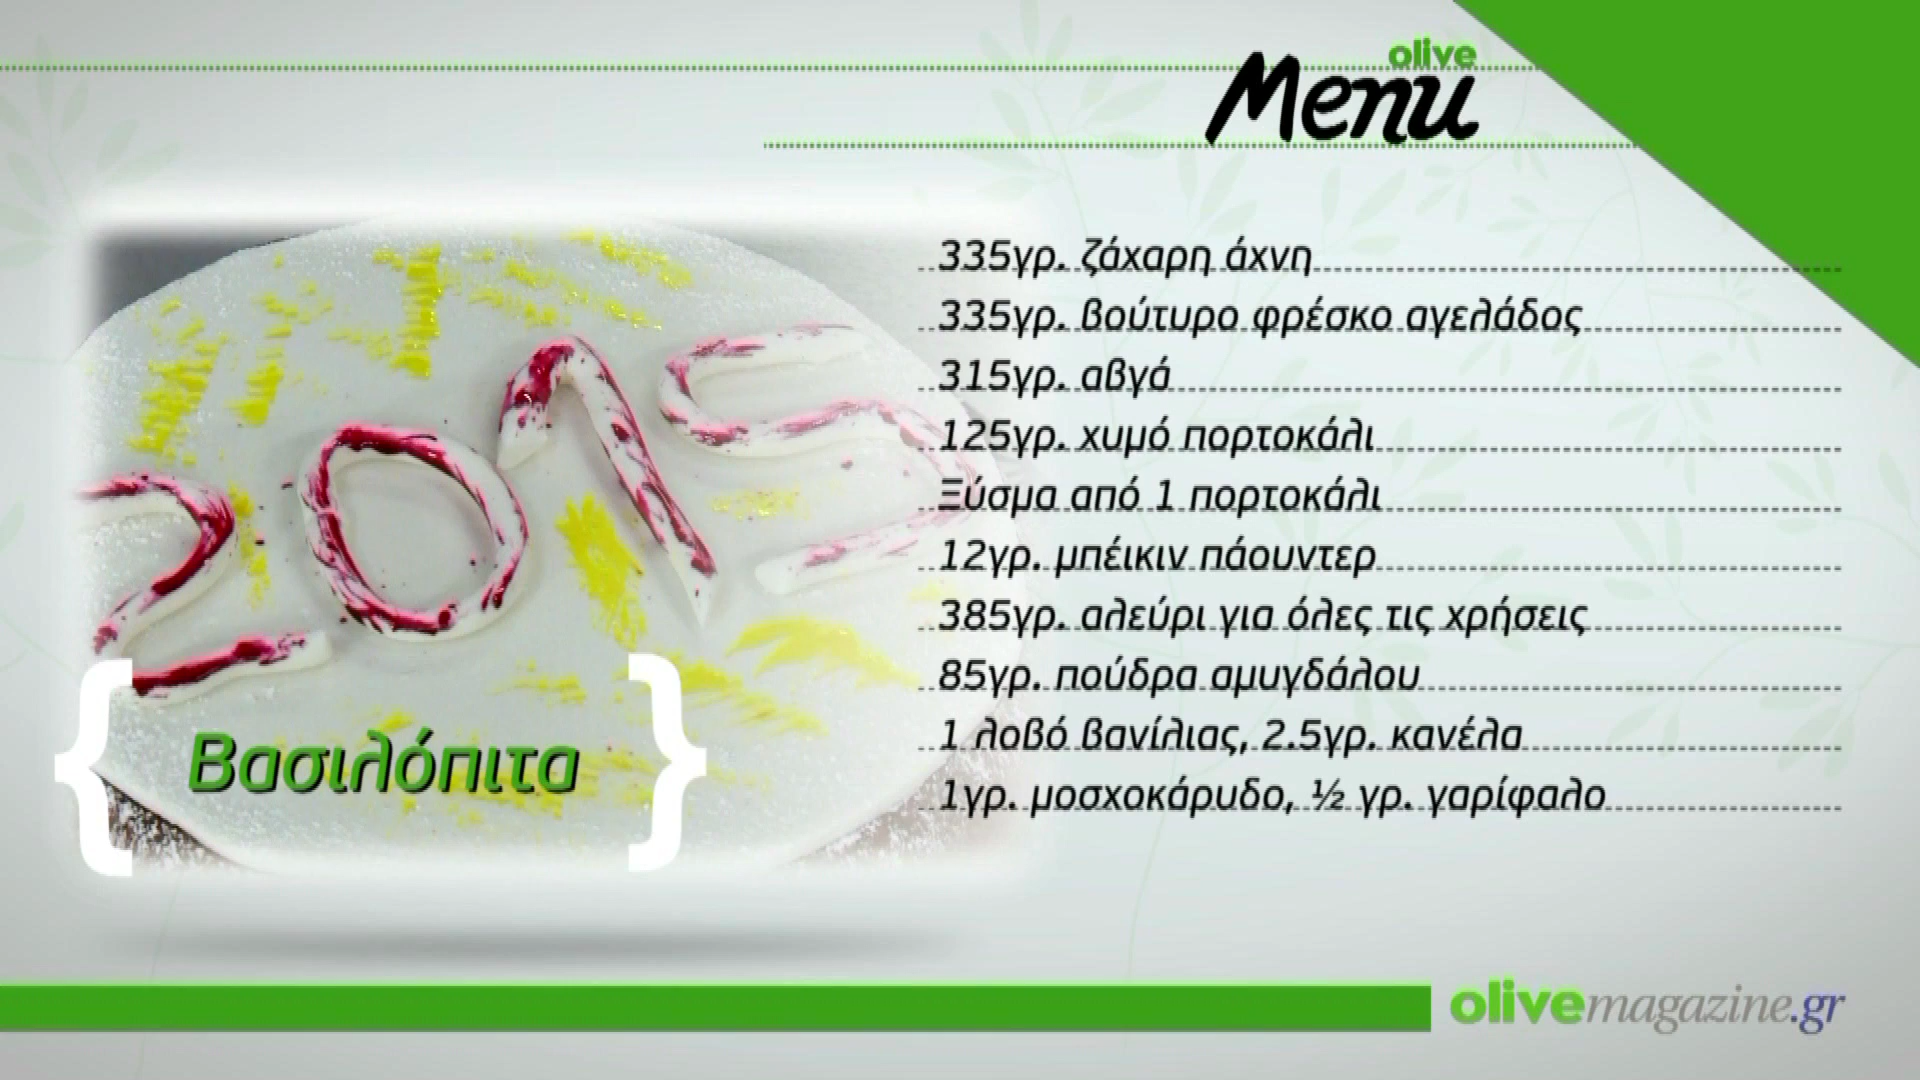 olive
Menu
335γρ. ζάχαρη άχνη
335γρ. βούτυρο φρέσκο αγελάδος
315γρ. αβγά
125γρ. χυμό πορτοκάλι
Ξύσμα από 1 πορτοκάλι
12γρ. μπέικιν πάουντερ
385γρ. αλεύρι για όλες τις χρήσεις
85γρ. πούδρα αμυγδάλου
1 λοβό βανίλιας, 2.5γρ. κανέλα
1γρ. μοσχοκάρυδο, ½ γρ. γαρίφαλο
2015
{ Βασιλόπιτα }
olivemagazine.gr